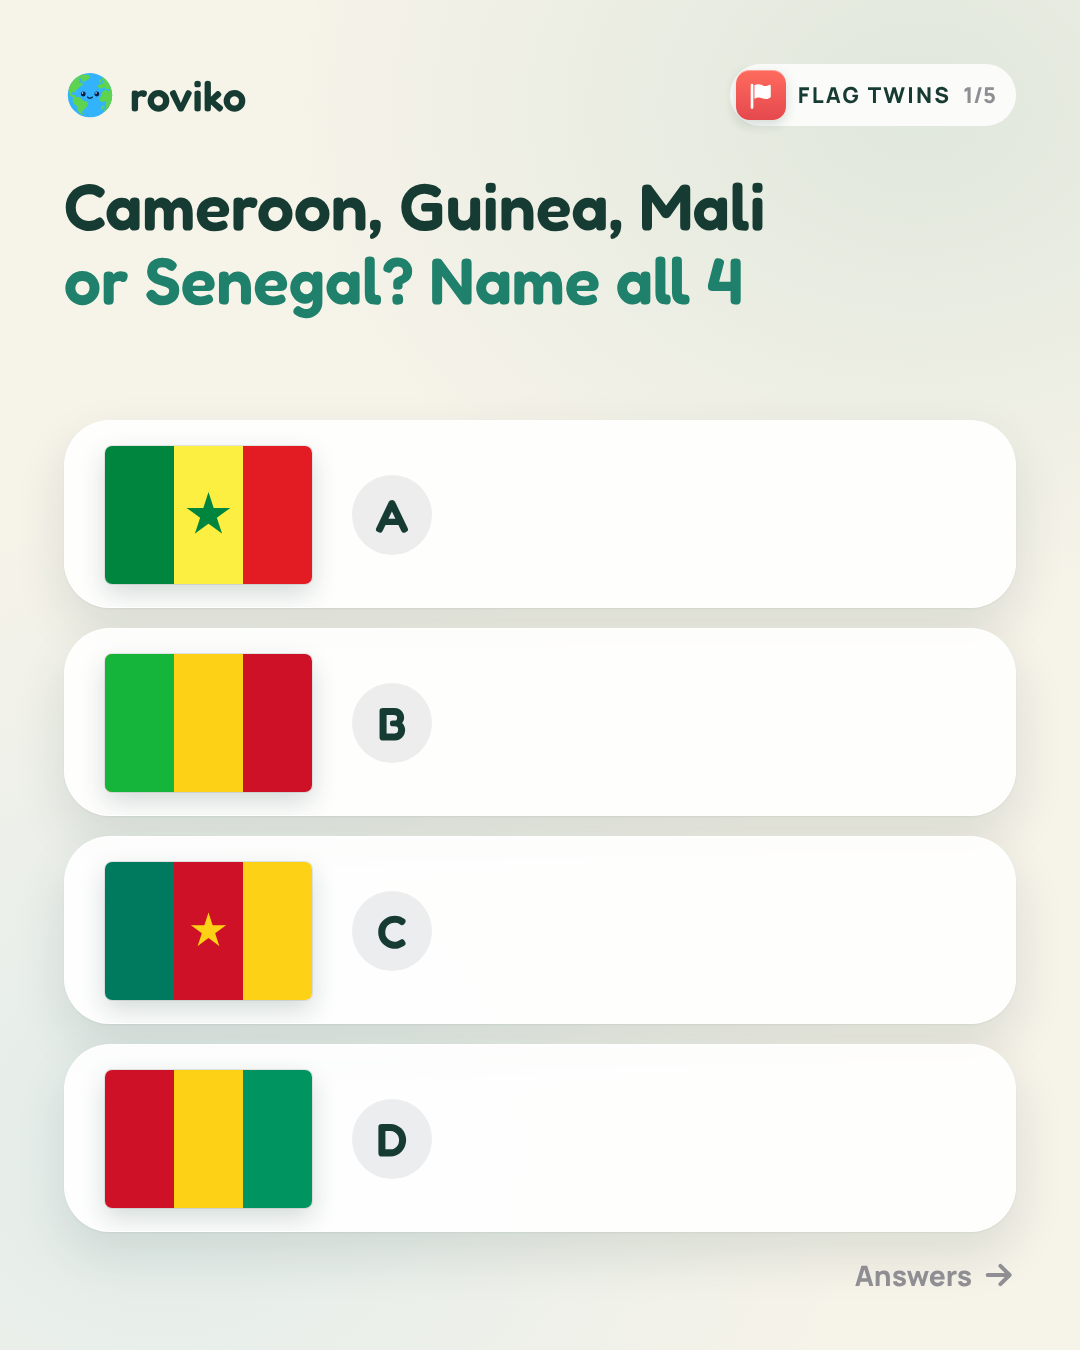 roviko
FLAG TWINS 1/5
Cameroon, Guinea, Mali
or Senegal? Name all 4
A
B
C
D
Answers →